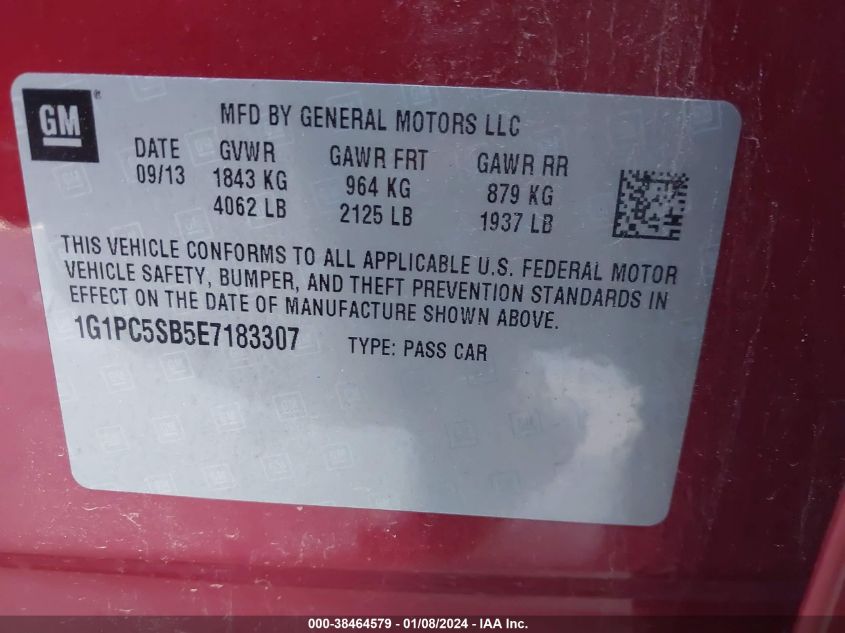 GM
MFD BY GENERAL MOTORS LLC
DATE GVWR GAWR FRT GAWR RR
09/13 1843 KG 964 KG 879 KG
4062 LB 2125 LB 1937 LB
THIS VEHICLE CONFORMS TO ALL APPLICABLE U.S. FEDERAL MOTOR
VEHICLE SAFETY, BUMPER, AND THEFT PREVENTION STANDARDS IN
EFFECT ON THE DATE OF MANUFACTURE SHOWN ABOVE.
1G1PC5SB5E7183307 TYPE: PASS CAR
000-38464579 - 01/08/2024 - IAA Inc.